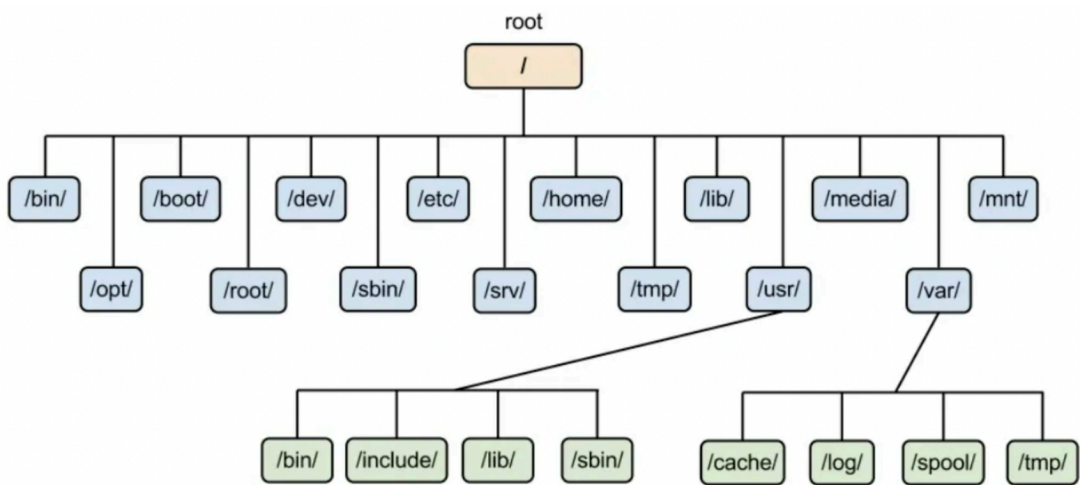 root
/
/bin/ /boot/ /dev/ /etc/ /home/ /lib/ /media/ /mnt/
/opt/ /root/ /sbin/ /srv/ /tmp/ /usr/ /var/
/bin/ /include/ /lib/ /sbin/ /cache/ /log/ /spool/ /tmp/